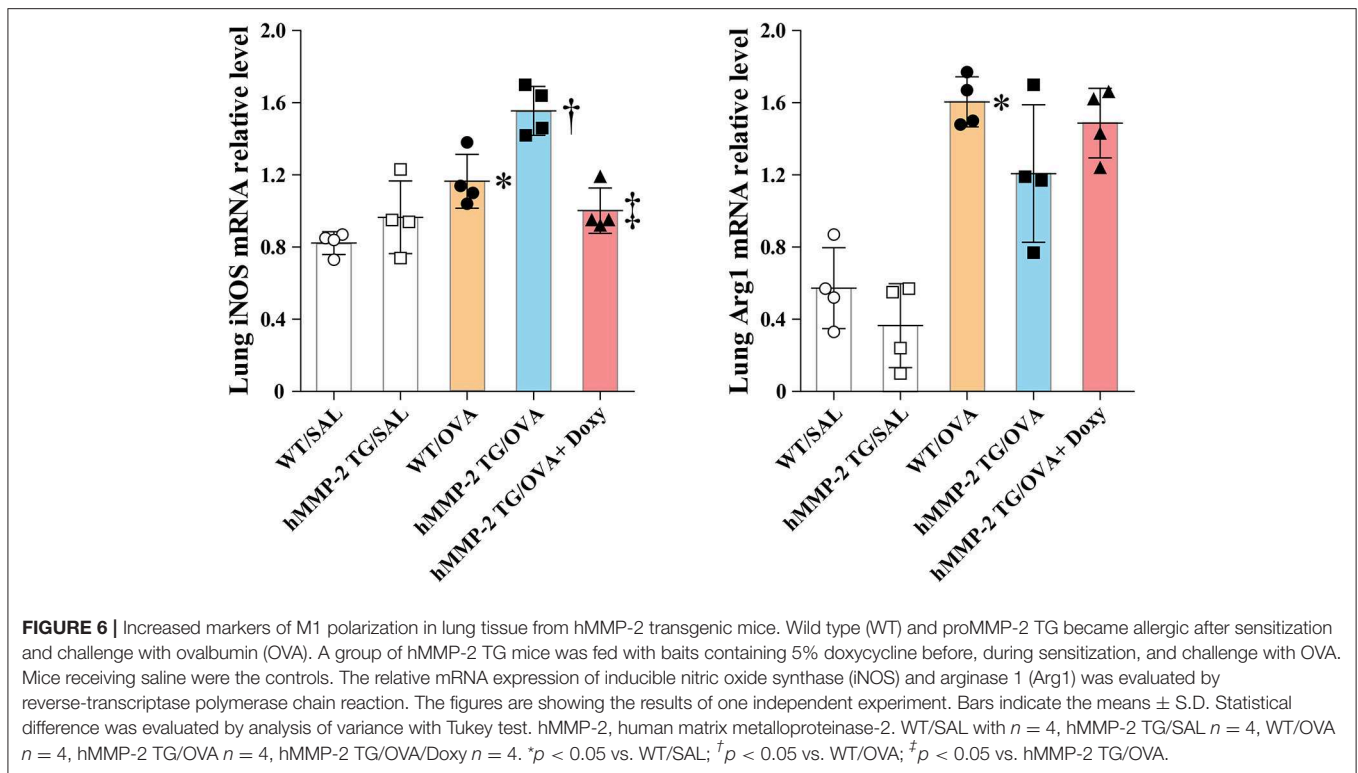 Lung iNOS mRNA relative level
2.0
1.6
1.2
0.8
0.4
0
*
†
‡
WT/SAL
hMMP-2 TG/SAL
WT/OVA
hMMP-2 TG/OVA
hMMP-2 TG/OVA+ Doxy
Lung Arg1 mRNA relative level
2.0
1.6
1.2
0.8
0.4
0
*
WT/SAL
hMMP-2 TG/SAL
WT/OVA
hMMP-2 TG/OVA
hMMP-2 TG/OVA+ Doxy
FIGURE 6 | Increased markers of M1 polarization in lung tissue from hMMP-2 transgenic mice. Wild type (WT) and proMMP-2 TG became allergic after sensitization
and challenge with ovalbumin (OVA). A group of hMMP-2 TG mice was fed with baits containing 5% doxycycline before, during sensitization, and challenge with OVA.
Mice receiving saline were the controls. The relative mRNA expression of inducible nitric oxide synthase (iNOS) and arginase 1 (Arg1) was evaluated by
reverse-transcriptase polymerase chain reaction. The figures are showing the results of one independent experiment. Bars indicate the means ± S.D. Statistical
difference was evaluated by analysis of variance with Tukey test. hMMP-2, human matrix metalloproteinase-2. WT/SAL with n = 4, hMMP-2 TG/SAL n = 4, WT/OVA
n = 4, hMMP-2 TG/OVA n = 4, hMMP-2 TG/OVA/Doxy n = 4. *p < 0.05 vs. WT/SAL; †p < 0.05 vs. WT/OVA; ‡p < 0.05 vs. hMMP-2 TG/OVA.